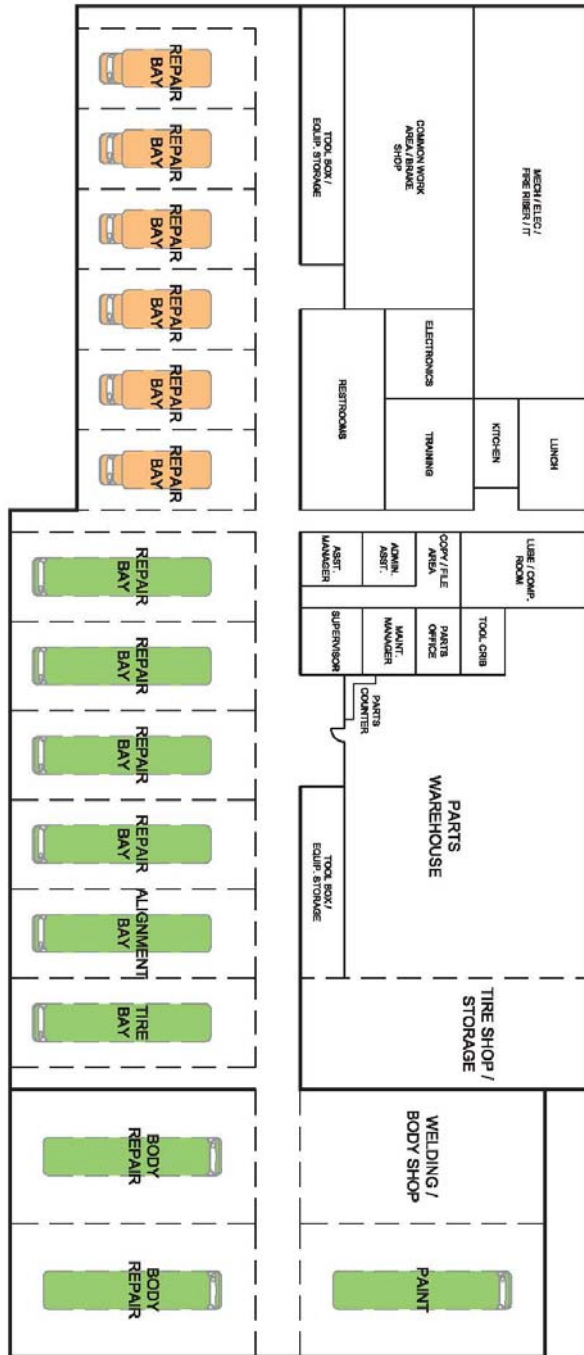 MECH / ELEC /
FIRE RISER / IT
COMMON WORK
AREA / BRAKE
SHOP
TOOL BOX /
EQUIP. STORAGE
LUNCH
KITCHEN
ELECTRONICS
TRAINING
RESTROOMS
LUBE / COMP.
ROOM
COPY / FILE
AREA
ADMIN.
ASST.
ASST.
MANAGER
TOOL CRIB
PARTS
OFFICE
MAINT.
MANAGER
SUPERVISOR
PARTS
COUNTER
PARTS
WAREHOUSE
TOOL BOX /
EQUIP. STORAGE
TIRE SHOP /
STORAGE
WELDING /
BODY SHOP
PAINT
REPAIR
BAY
REPAIR
BAY
REPAIR
BAY
REPAIR
BAY
REPAIR
BAY
REPAIR
BAY
REPAIR
BAY
REPAIR
BAY
REPAIR
BAY
REPAIR
BAY
ALIGNMENT
BAY
TIRE
BAY
BODY
REPAIR
BODY
REPAIR